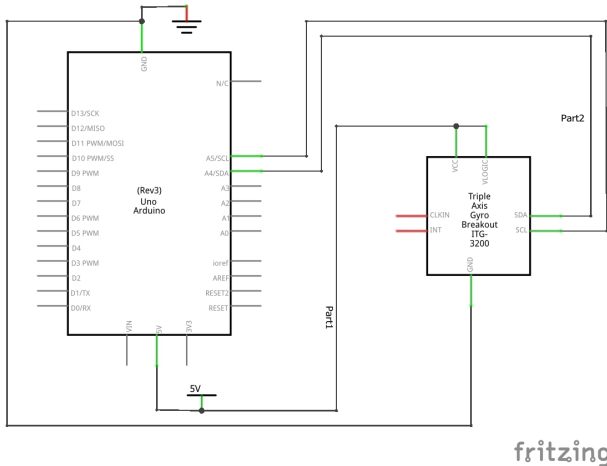 GND
N/C
D13/SCK
D12/MISO
D11 PWM/MOSI
D10 PWM/SS
D9 PWM
D8
D7
D6 PWM
D5 PWM
D4
D3 PWM
D2
D1/TX
D0/RX
(Rev3)
Uno
Arduino
A5/SCL
A4/SDA
A3
A2
A1
A0
ioref
AREF
RESET2
RESET
VIN
5V
3V3
5V
Part1
Part2
VCC
VLOGIC
Triple
Axis
Gyro
Breakout
ITG-
3200
CLKIN
INT
SDA
SCL
GND
fritzing